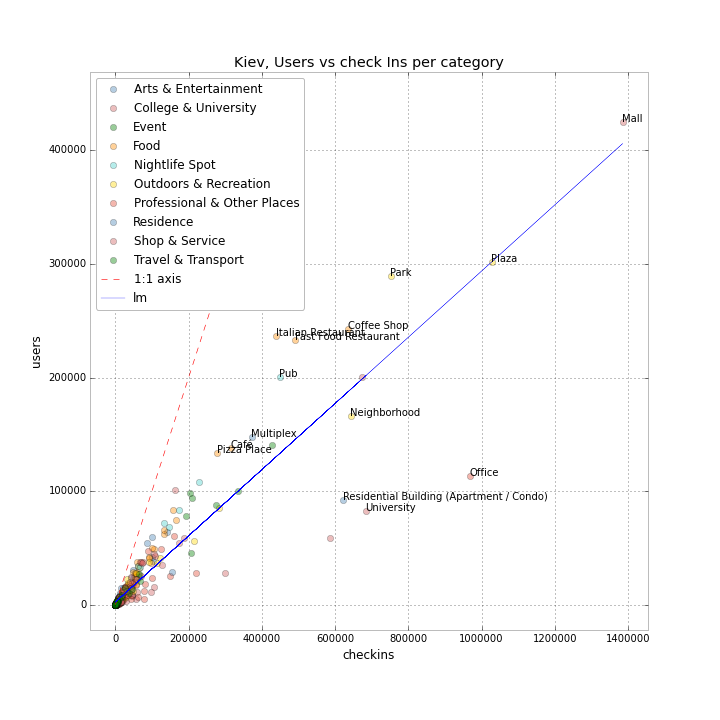 Kiev, Users vs check Ins per category
Arts & Entertainment
College & University
Event
Food
Nightlife Spot
Outdoors & Recreation
Professional & Other Places
Residence
Shop & Service
Travel & Transport
1:1 axis
lm
Mall
Plaza
Park
Coffee Shop
Italian Restaurant
Fast Food Restaurant
Pub
Neighborhood
Multiplex
Café
Pizza Place
Office
Residential Building (Apartment / Condo)
University
400000
300000
200000
100000
0
users
0 200000 400000 600000 800000 1000000 1200000 1400000
checkins